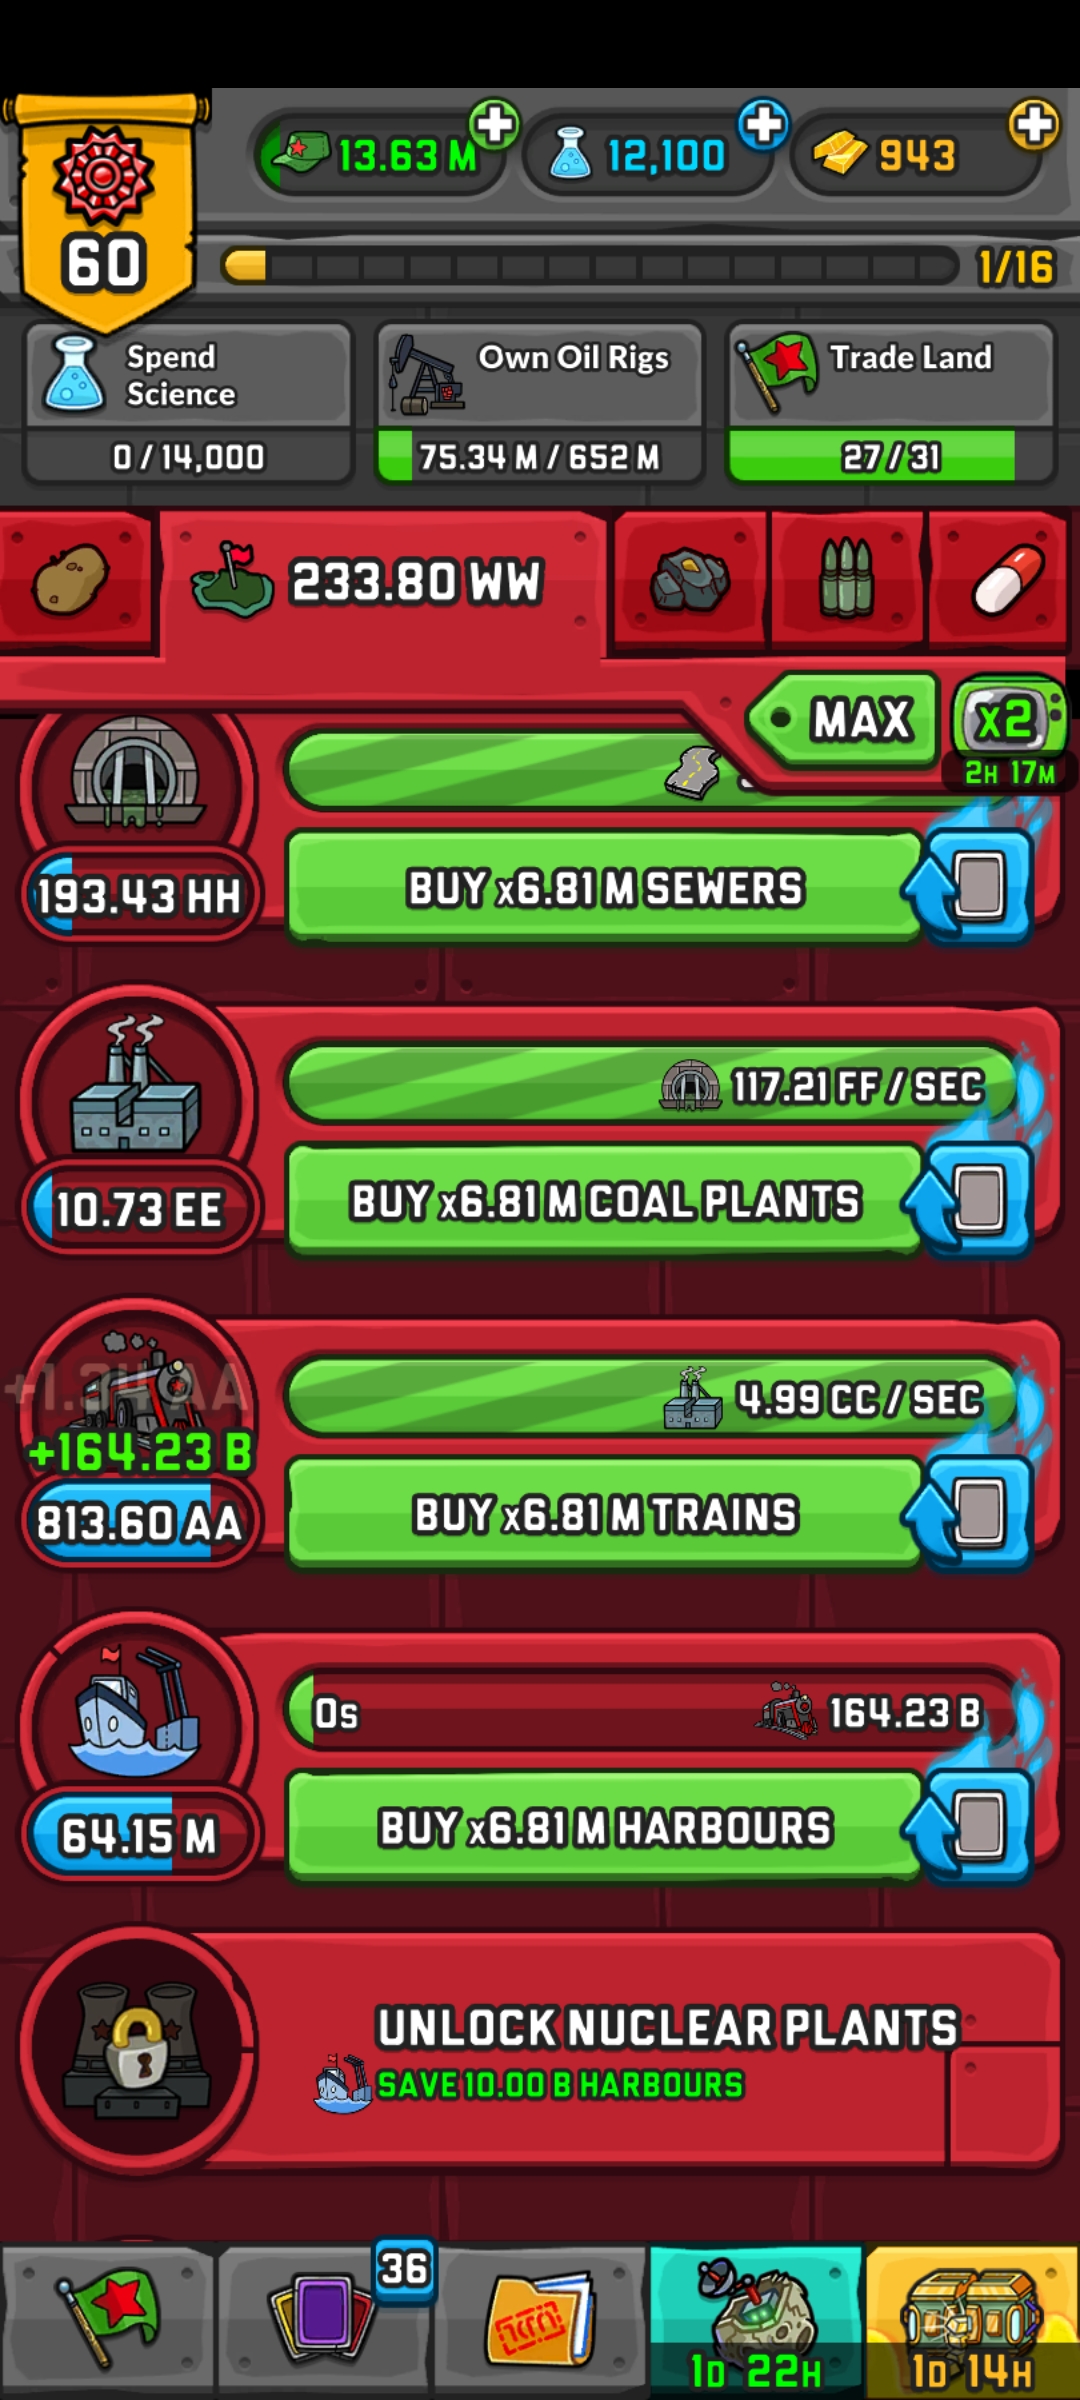 60
13.63 M
12,100
943
1/16
Spend
Science
0 / 14,000
Own Oil Rigs
75.34 M / 652 M
Trade Land
27 / 31
233.80 WW
MAX
x2
2H 17M
193.43 HH
BUY x6.81 M SEWERS
117.21 FF / SEC
10.73 EE
BUY x6.81 M COAL PLANTS
4.99 CC / SEC
+164.23 B
813.60 AA
BUY x6.81 M TRAINS
0s
164.23 B
64.15 M
BUY x6.81 M HARBOURS
UNLOCK NUCLEAR PLANTS
SAVE 10.00 B HARBOURS
36
1D 22H
1D 14H